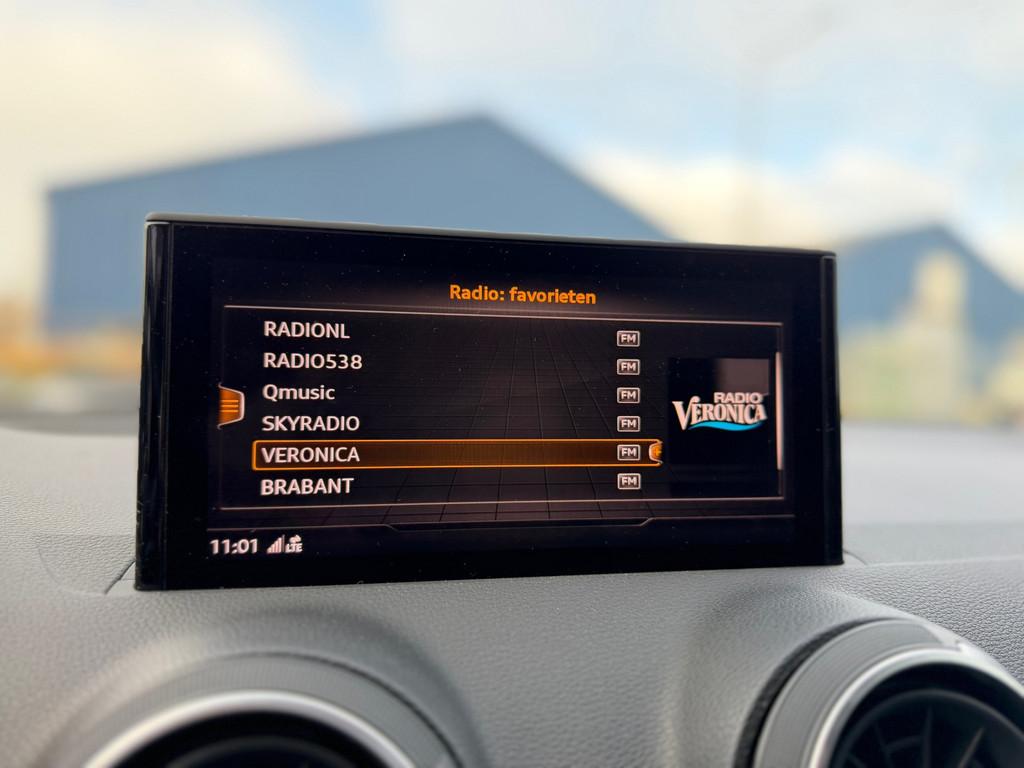 Radio: favorieten
RADIONL FM
RADIO538 FM
Qmusic FM
SKYRADIO FM
VERONICA FM
BRABANT FM
RADIO
VERONICA
11:01 LTE